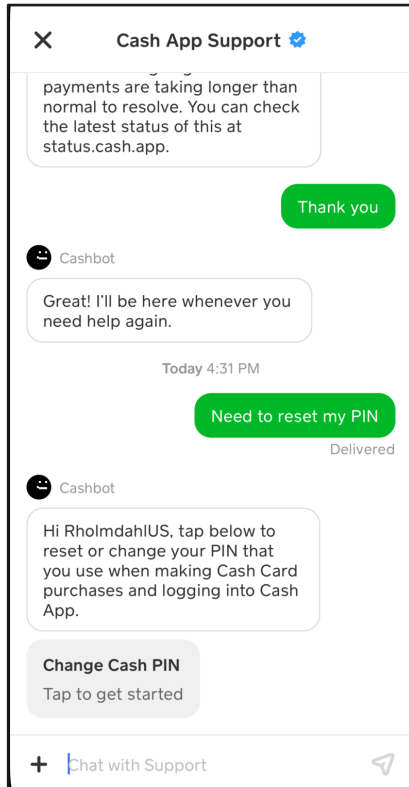 Cash App Support
payments are taking longer than
normal to resolve. You can check
the latest status of this at
status.cash.app.
Thank you
Cashbot
Great! I'll be here whenever you
need help again.
Today 4:31 PM
Need to reset my PIN
Delivered
Cashbot
Hi RholmdahlUS, tap below to
reset or change your PIN that
you use when making Cash Card
purchases and logging into Cash
App.
Change Cash PIN
Tap to get started
Chat with Support